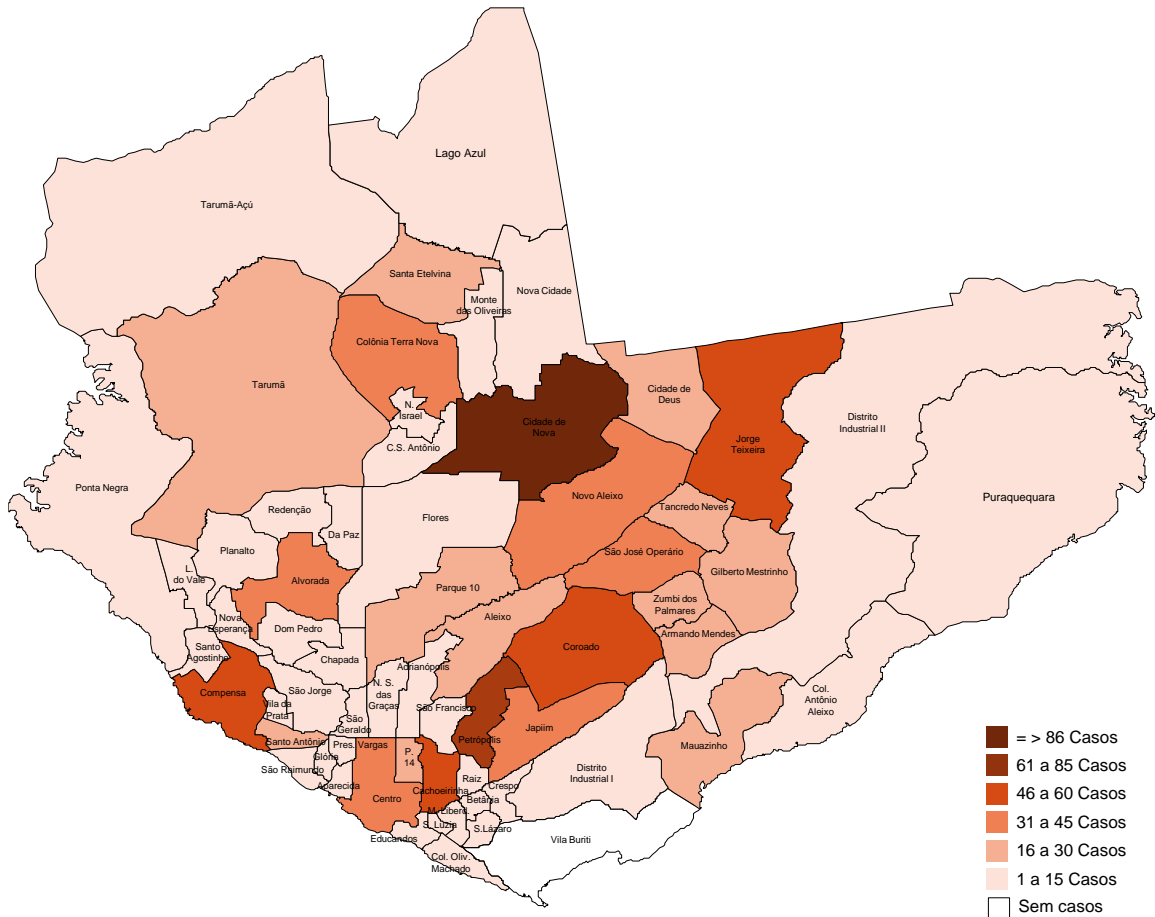 Lago Azul
Tarumã-Açú
Santa Etelvina
Monte
das Oliveiras
Nova Cidade
Colônia Terra Nova
Tarumã
Cidade de
Deus
N.
Israel
C.S. Antônio
Cidade de
Nova
Jorge
Teixeira
Distrito
Industrial II
Ponta Negra
Puraquequara
Novo Aleixo
Tancredo Neves
Redenção
Da Paz
Flores
Planalto
São José Operário
Gilberto Mestrinho
L.
do Vale
Alvorada
Parque 10
Zumbi dos
Palmares
Nova
Esperança
Dom Pedro
Aleixo
Armando Mendes
Santo
Agostinho
Chapada
Adrianópolis
Coroado
Compensa
São Jorge
N. S.
das
Graças
Col.
Antônio
Aleixo
Vila da
Prata
São
Geraldo
São Francisco
Petrópolis
Japiim
Mauazinho
Santo Antônio
Glória
Pres. Vargas
P.
14
São Raimundo
Aparecida
Centro
Cachoeirinha
Raiz
Crespo
Betânia
Distrito
Industrial I
M. Liberd.
S. Luzia
S.Lázaro
Educandos
Col. Oliv.
Machado
Vila Buriti
= > 86 Casos
61 a 85 Casos
46 a 60 Casos
31 a 45 Casos
16 a 30 Casos
1 a 15 Casos
Sem casos